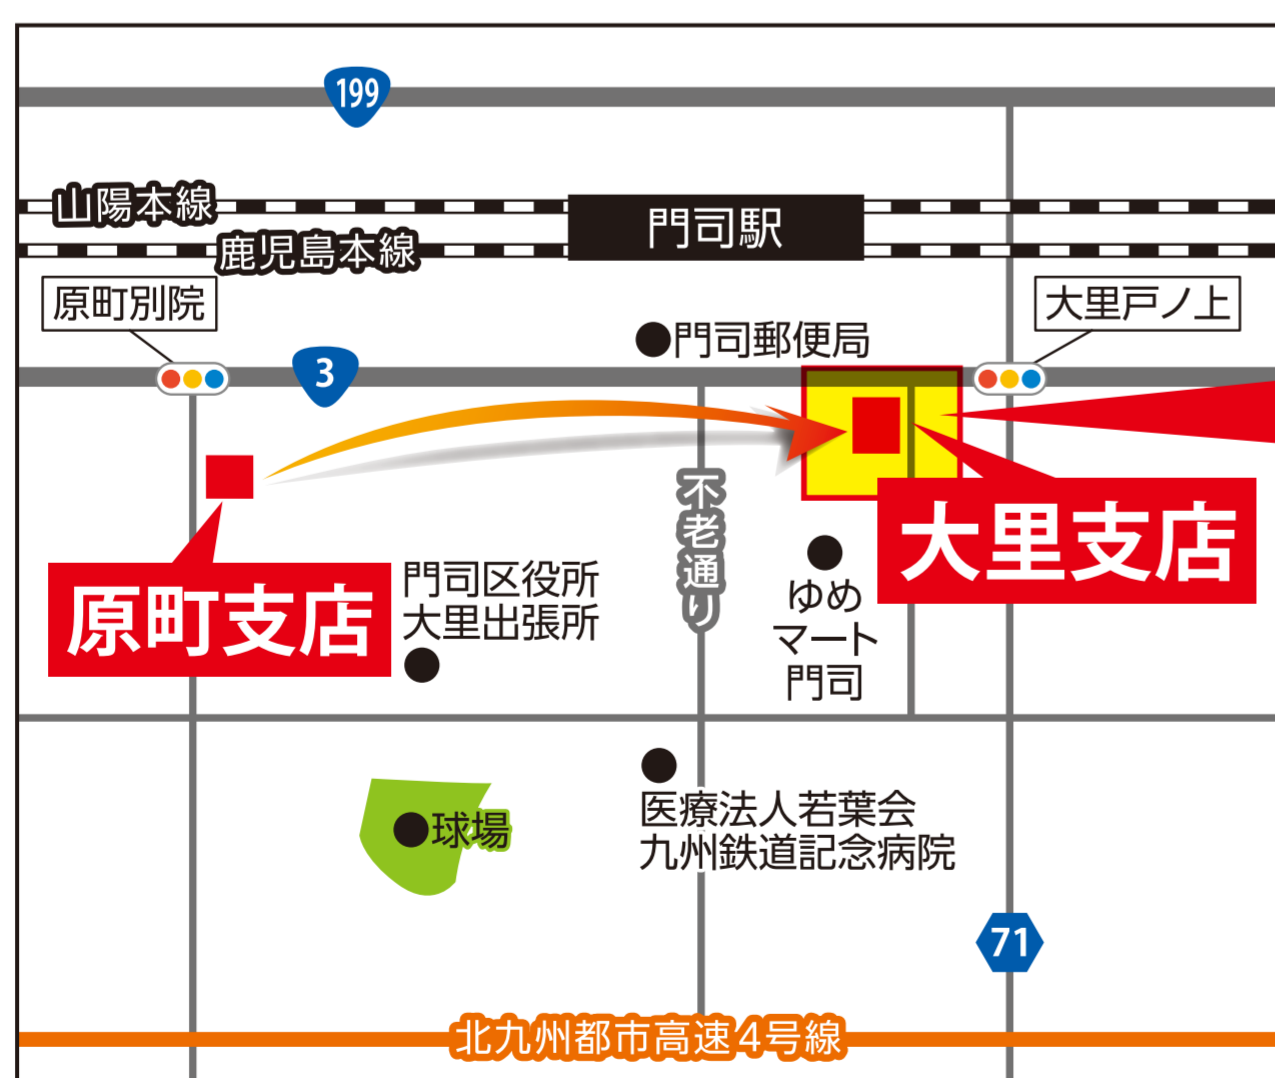 199
山陽本線
門司駅
鹿児島本線
原町別院
大里戸ノ上
門司郵便局
3
不老通り
大里支店
原町支店
門司区役所
大里出張所
ゆめ
マート
門司
医療法人若葉会
九州鉄道記念病院
球場
71
北九州都市高速4号線